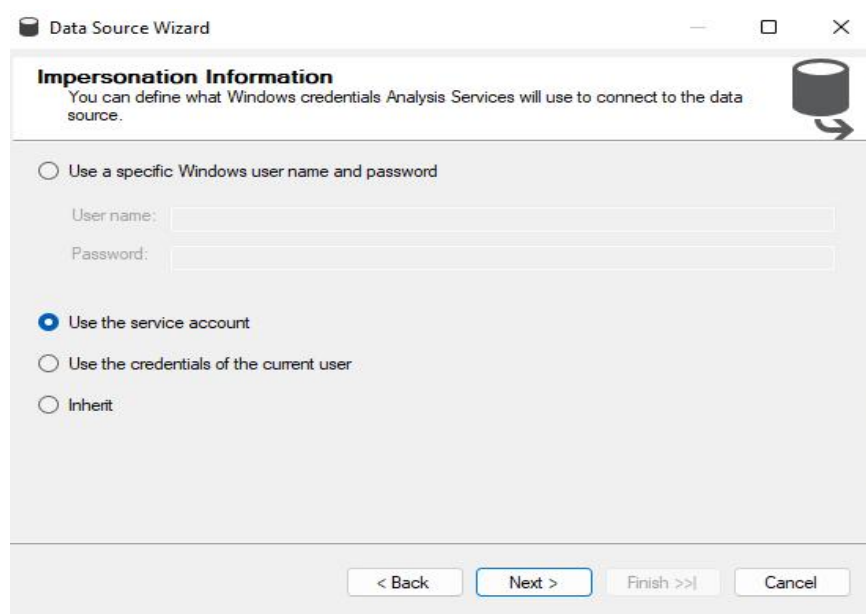 Data Source Wizard
Impersonation Information
You can define what Windows credentials Analysis Services will use to connect to the data
source.
Use a specific Windows user name and password
User name:
Password:
Use the service account
Use the credentials of the current user
Inherit
< Back Next > Finish >>| Cancel